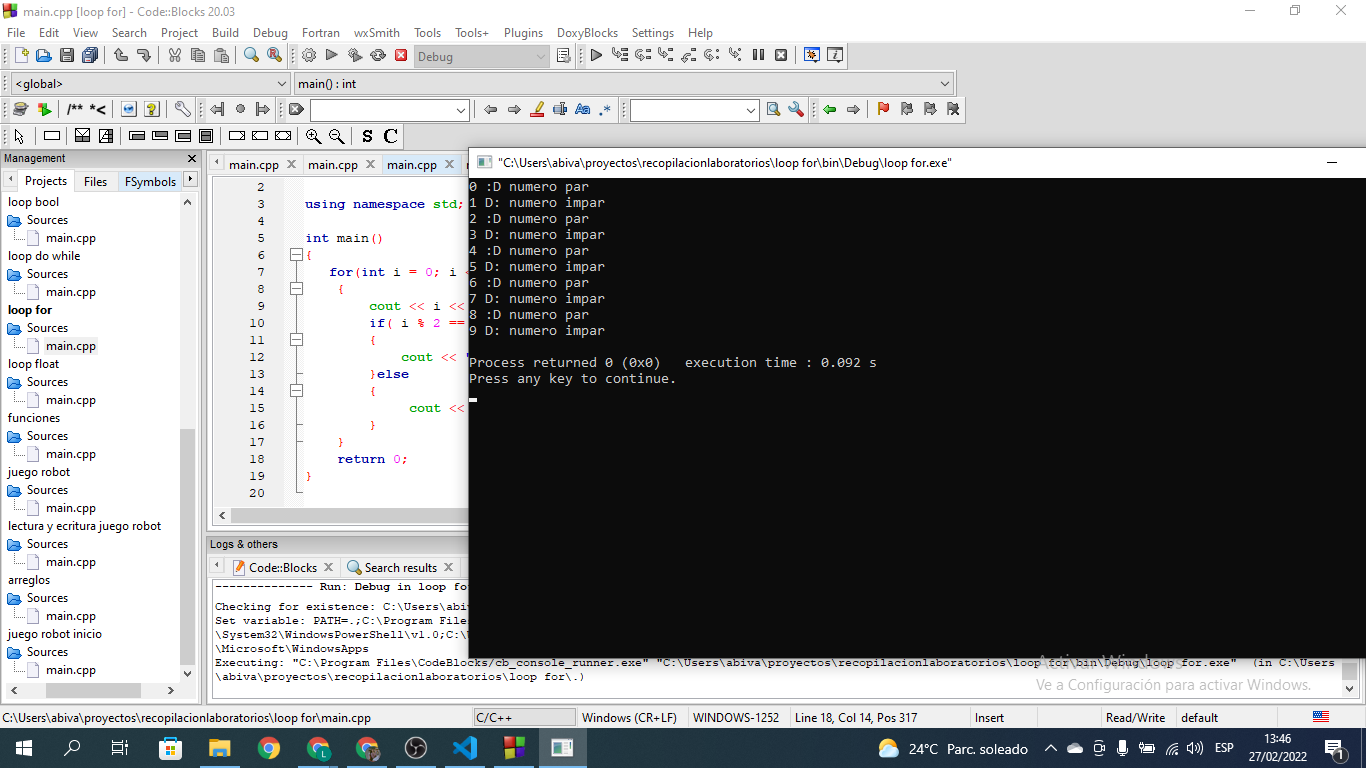 main.cpp [loop for] - Code::Blocks 20.03
File Edit View Search Project Build Debug Fortran wxSmith Tools Tools+ Plugins DoxyBlocks Settings Help
Debug
<global> main() : int
/** *< Aa .*
S C
Management
Projects Files FSymbols
loop bool
Sources
main.cpp
loop do while
Sources
main.cpp
loop for
Sources
main.cpp
loop float
Sources
main.cpp
funciones
Sources
main.cpp
juego robot
Sources
main.cpp
lectura y ecritura juego robot
Sources
main.cpp
arreglos
Sources
main.cpp
juego robot inicio
Sources
main.cpp
main.cpp main.cpp main.cpp
2
3 using namespace std;
4
5 int main()
6 {
7 for(int i = 0; i
8 {
9 cout << i <<
10 if( i % 2 ==
11 {
12 cout <<
13 }else
14 {
15 cout <<
16 }
17 }
18 return 0;
19 }
20
"C:\Users\abiva\proyectos\recopilacionlaboratorios\loop for\bin\Debug\loop for.exe"
0 :D numero par
1 D: numero impar
2 :D numero par
3 D: numero impar
4 :D numero par
5 D: numero impar
6 :D numero par
7 D: numero impar
8 :D numero par
9 D: numero impar
Process returned 0 (0x0) execution time : 0.092 s
Press any key to continue.
Logs & others
Code::Blocks Search results
-------------- Run: Debug in loop fo
Checking for existence: C:\Users\abi
Set variable: PATH=.;C:\Program File
\System32\WindowsPowerShell\v1.0;C:\
\Microsoft\WindowsApps
Executing: "C:\Program Files\CodeBlocks/cb_console_runner.exe" "C:\Users\abiva\proyectos\recopilacionlaboratorios\loop for\bin\Debug\loop for.exe" (in C:\Users
\abiva\proyectos\recopilacionlaboratorios\loop for\.)
Activar Windows
Ve a Configuración para activar Windows.
C:\Users\abiva\proyectos\recopilacionlaboratorios\loop for\main.cpp C/C++ Windows (CR+LF) WINDOWS-1252 Line 18, Col 14, Pos 317 Insert Read/Write default
24°C Parc. soleado ESP 13:46
27/02/2022 1